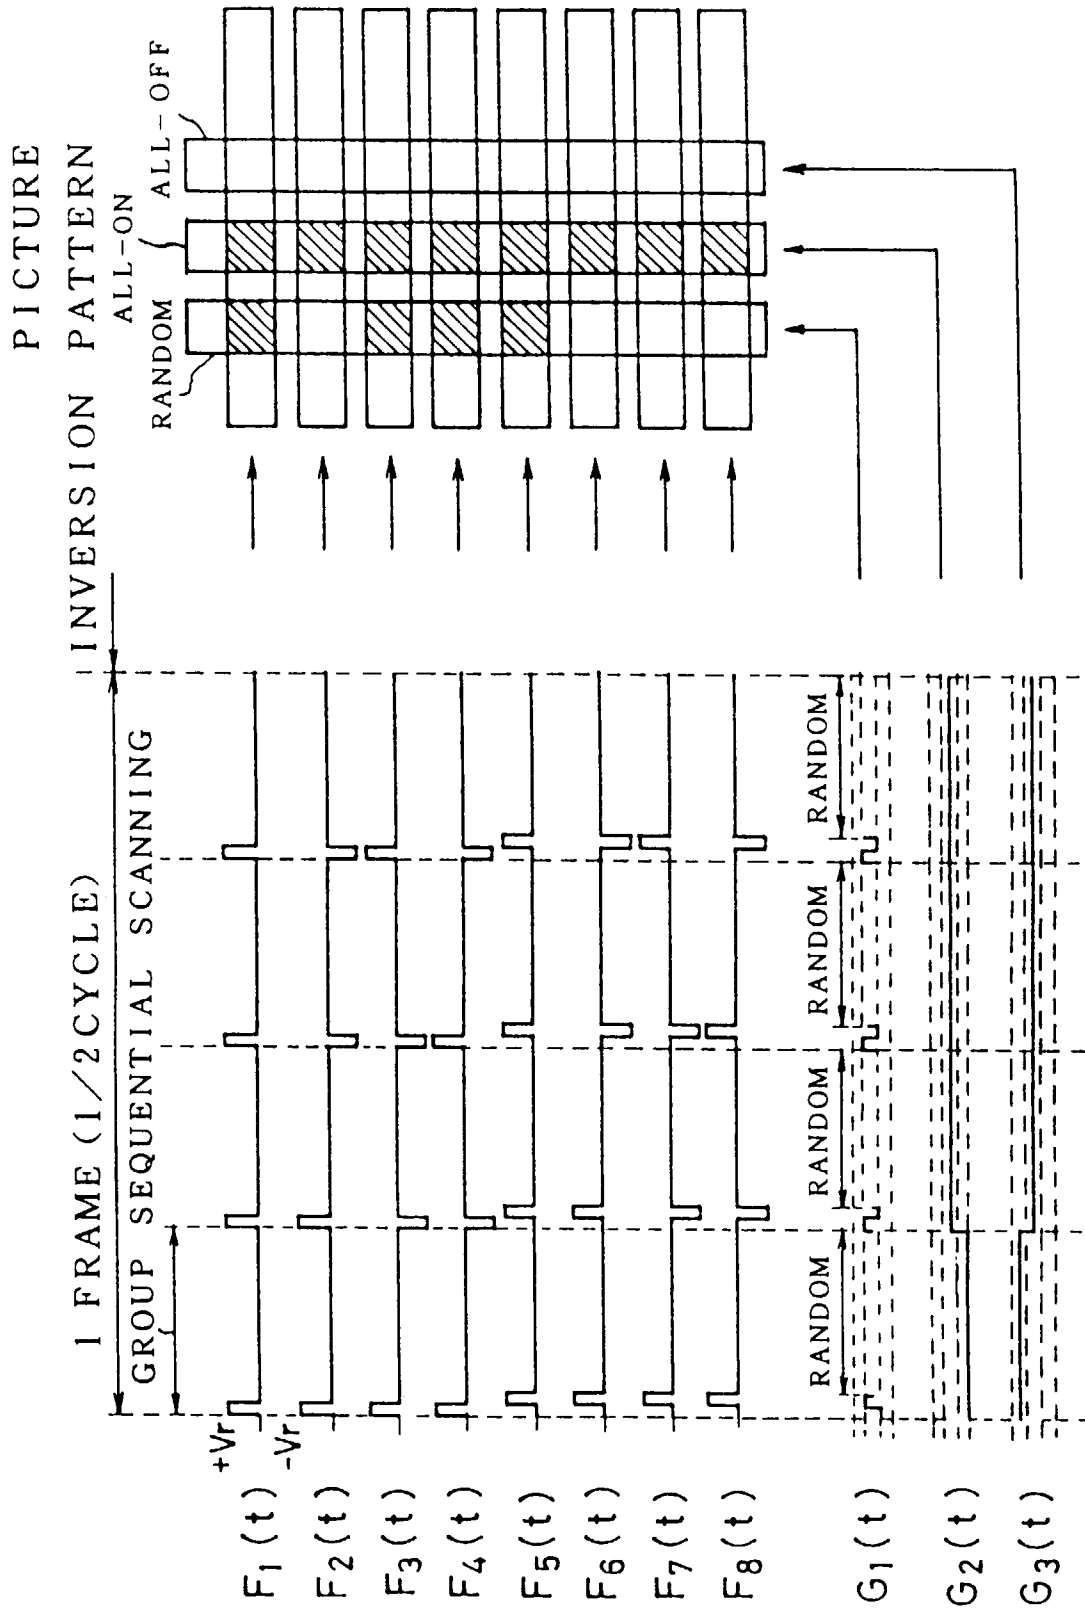 PICTURE
INVERSION PATTERN
ALL-ON
ALL-OFF
RANDOM
1 FRAME (1/2CYCLE)
GROUP SEQUENTIAL SCANNING
+Vr
-Vr
F1(t)
F2(t)
F3(t)
F4(t)
F5(t)
F6(t)
F7(t)
F8(t)
RANDOM
RANDOM
RANDOM
RANDOM
G1(t)
G2(t)
G3(t)